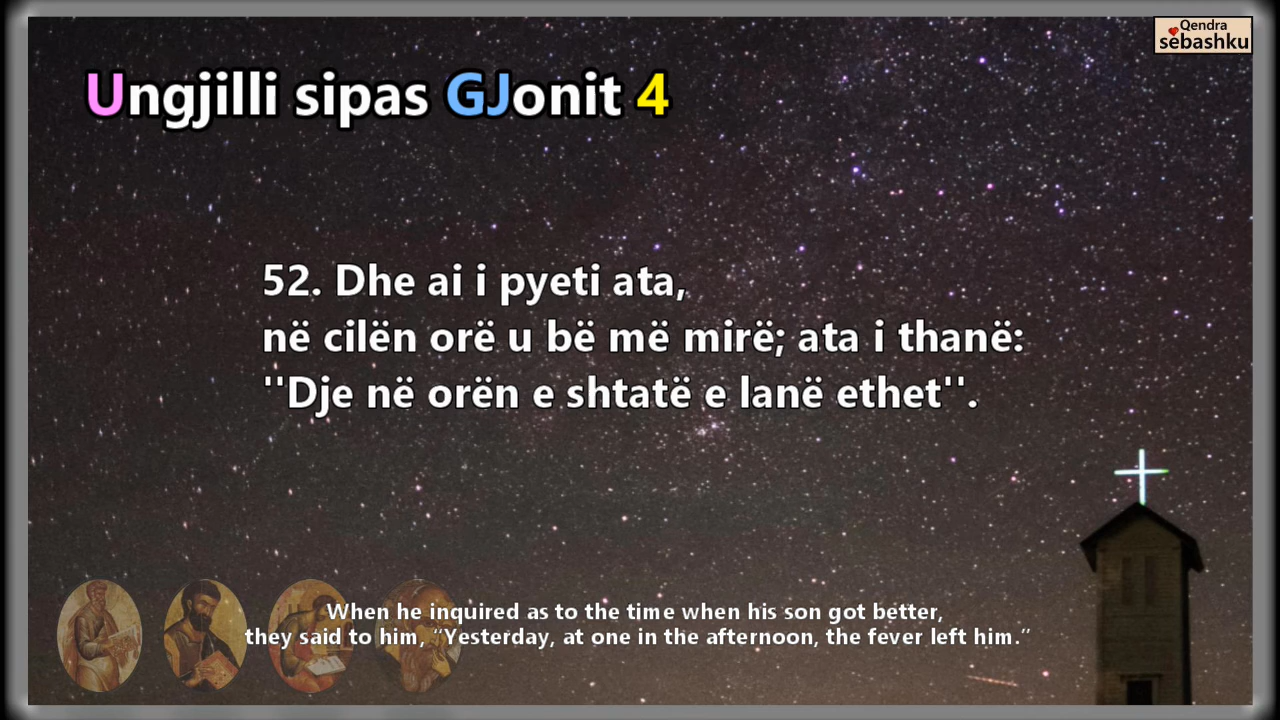 Qendra
sëbashku
Ungjilli sipas GJonit 4
52. Dhe ai i pyeti ata,
në cilën orë u bë më mirë; ata i thanë:
''Dje në orën e shtatë e lanë ethet''.
When he inquired as to the time when his son got better,
they said to him, “Yesterday, at one in the afternoon, the fever left him.”